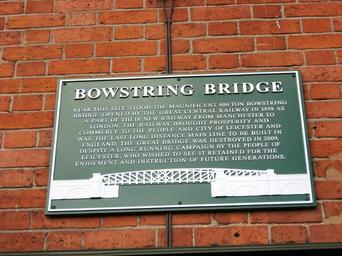 BOWSTRING BRIDGE
NEAR THIS SITE STOOD THE MAGNIFICENT 400 TON BOWSTRING
BRIDGE, OPENED BY THE GREAT CENTRAL RAILWAY IN 1898 AS
A PART OF THEIR NEW RAILWAY FROM MANCHESTER TO
LONDON. THE RAILWAY BROUGHT PROSPERITY AND
COMMERCE TO THE PEOPLE AND CITY OF LEICESTER AND
WAS THE LAST LONG DISTANCE MAIN LINE TO BE BUILT IN
ENGLAND. THE GREAT BRIDGE WAS DESTROYED IN 2009,
DESPITE A LONG RUNNING CAMPAIGN BY THE PEOPLE OF
LEICESTER, WHO WISHED TO SEE IT RETAINED FOR THE
ENJOYMENT AND INSTRUCTION OF FUTURE GENERATIONS.